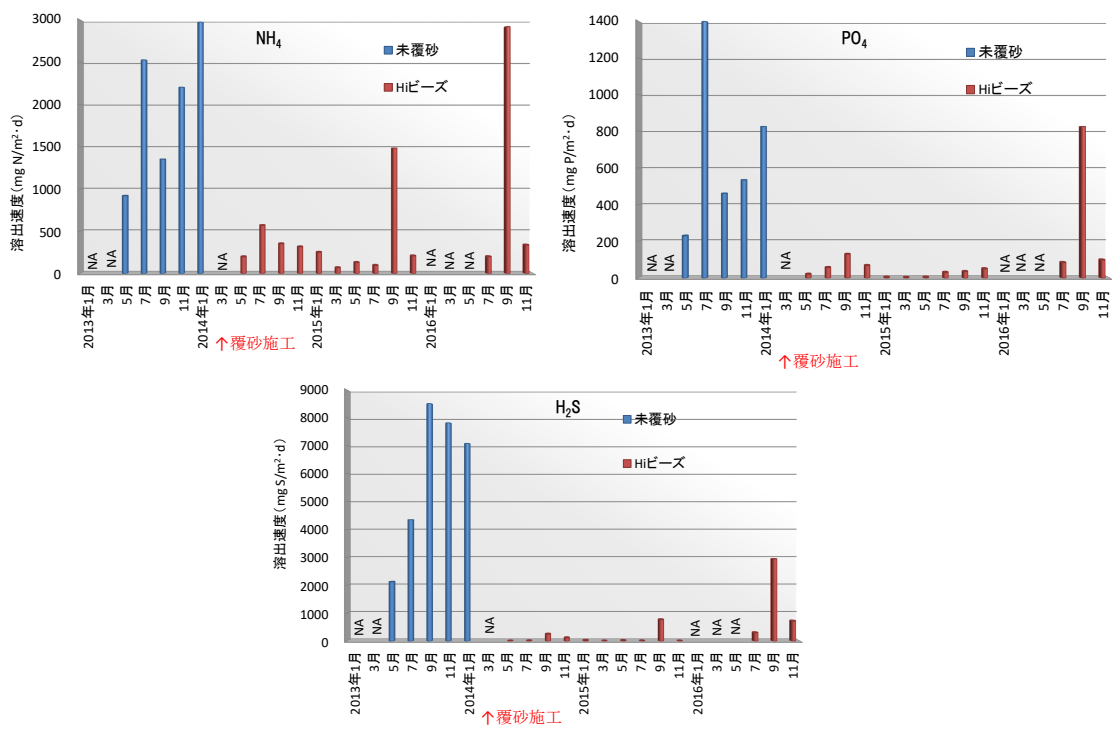 NH₄
溶出速度(mg N/m²·d)
3000
2500
2000
1500
1000
500
0
未覆砂
Hiビーズ
NA
NA
NA
NA
NA
NA
2013年1月
3月
5月
7月
9月
11月
2014年1月
3月
5月
7月
9月
11月
2015年1月
3月
5月
7月
9月
11月
2016年1月
3月
5月
7月
9月
11月
↑覆砂施工
PO₄
溶出速度(mg P/m²·d)
1400
1200
1000
800
600
400
200
0
未覆砂
Hiビーズ
NA
NA
NA
NA
NA
NA
2013年1月
3月
5月
7月
9月
11月
2014年1月
3月
5月
7月
9月
11月
2015年1月
3月
5月
7月
9月
11月
2016年1月
3月
5月
7月
9月
11月
↑覆砂施工
H₂S
溶出速度(mg S/m²·d)
9000
8000
7000
6000
5000
4000
3000
2000
1000
0
未覆砂
Hiビーズ
NA
NA
NA
NA
NA
NA
2013年1月
3月
5月
7月
9月
11月
2014年1月
3月
5月
7月
9月
11月
2015年1月
3月
5月
7月
9月
11月
2016年1月
3月
5月
7月
9月
11月
↑覆砂施工